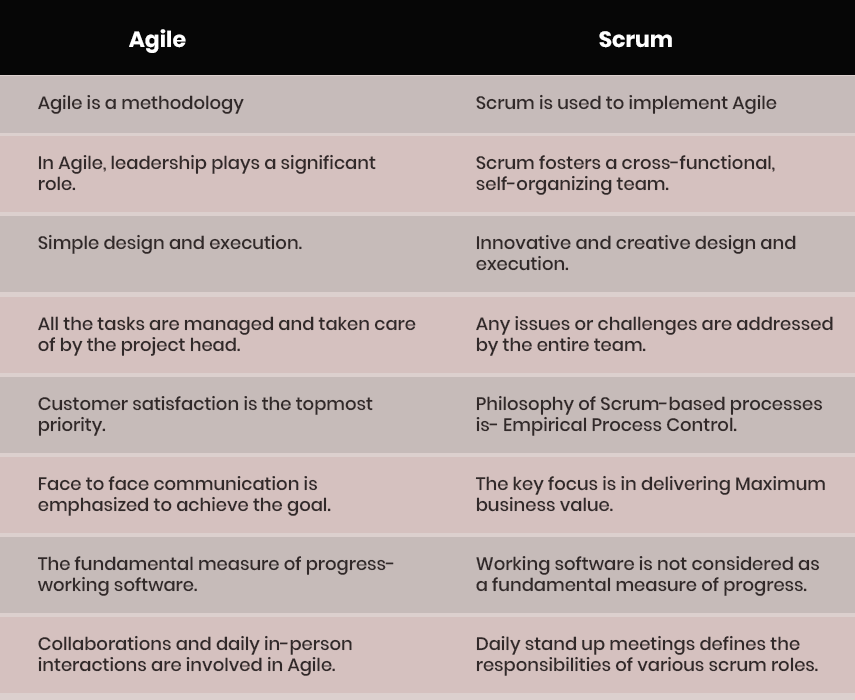 Agile
Scrum
Agile is a methodology
Scrum is used to implement Agile
In Agile, leadership plays a significant
role.
Scrum fosters a cross-functional,
self-organizing team.
Simple design and execution.
Innovative and creative design and
execution.
All the tasks are managed and taken care
of by the project head.
Any issues or challenges are addressed
by the entire team.
Customer satisfaction is the topmost
priority.
Philosophy of Scrum-based processes
is- Empirical Process Control.
Face to face communication is
emphasized to achieve the goal.
The key focus is in delivering Maximum
business value.
The fundamental measure of progress-
working software.
Working software is not considered as
a fundamental measure of progress.
Collaborations and daily in-person
interactions are involved in Agile.
Daily stand up meetings defines the
responsibilities of various scrum roles.